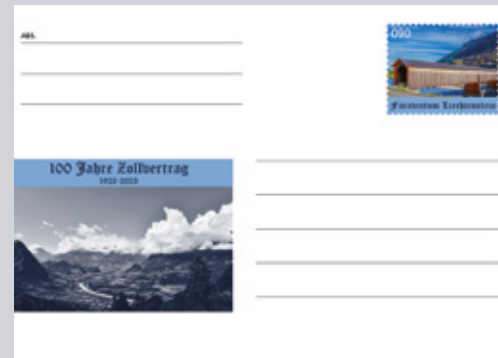 ABS.
090
Fürstentum Liechtenstein
100 Jahre Zollvertrag
1923-2023